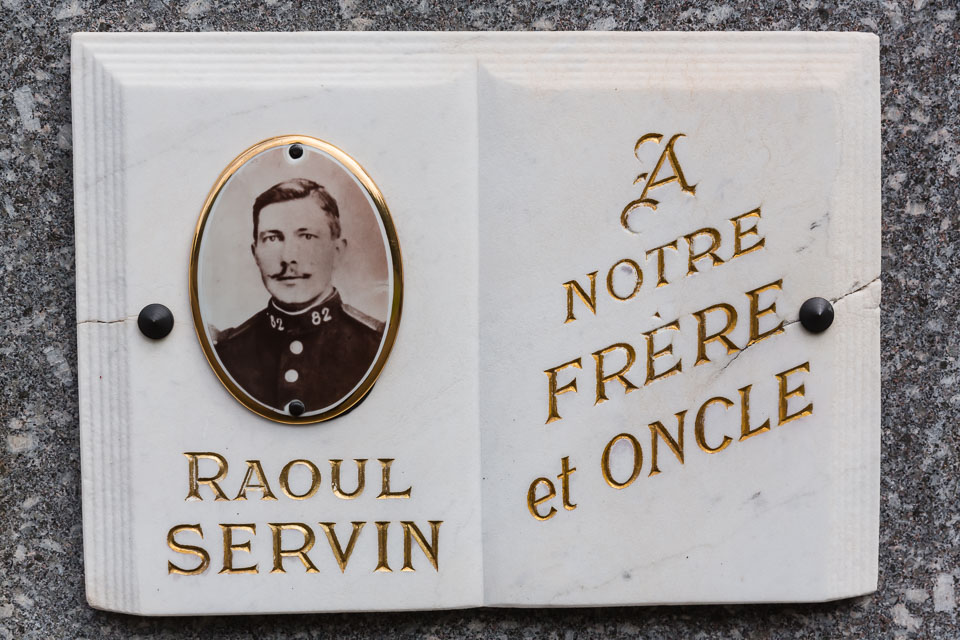 82 82
RAOUL
SERVIN
A
NOTRE
FRÈRE
et ONCLE